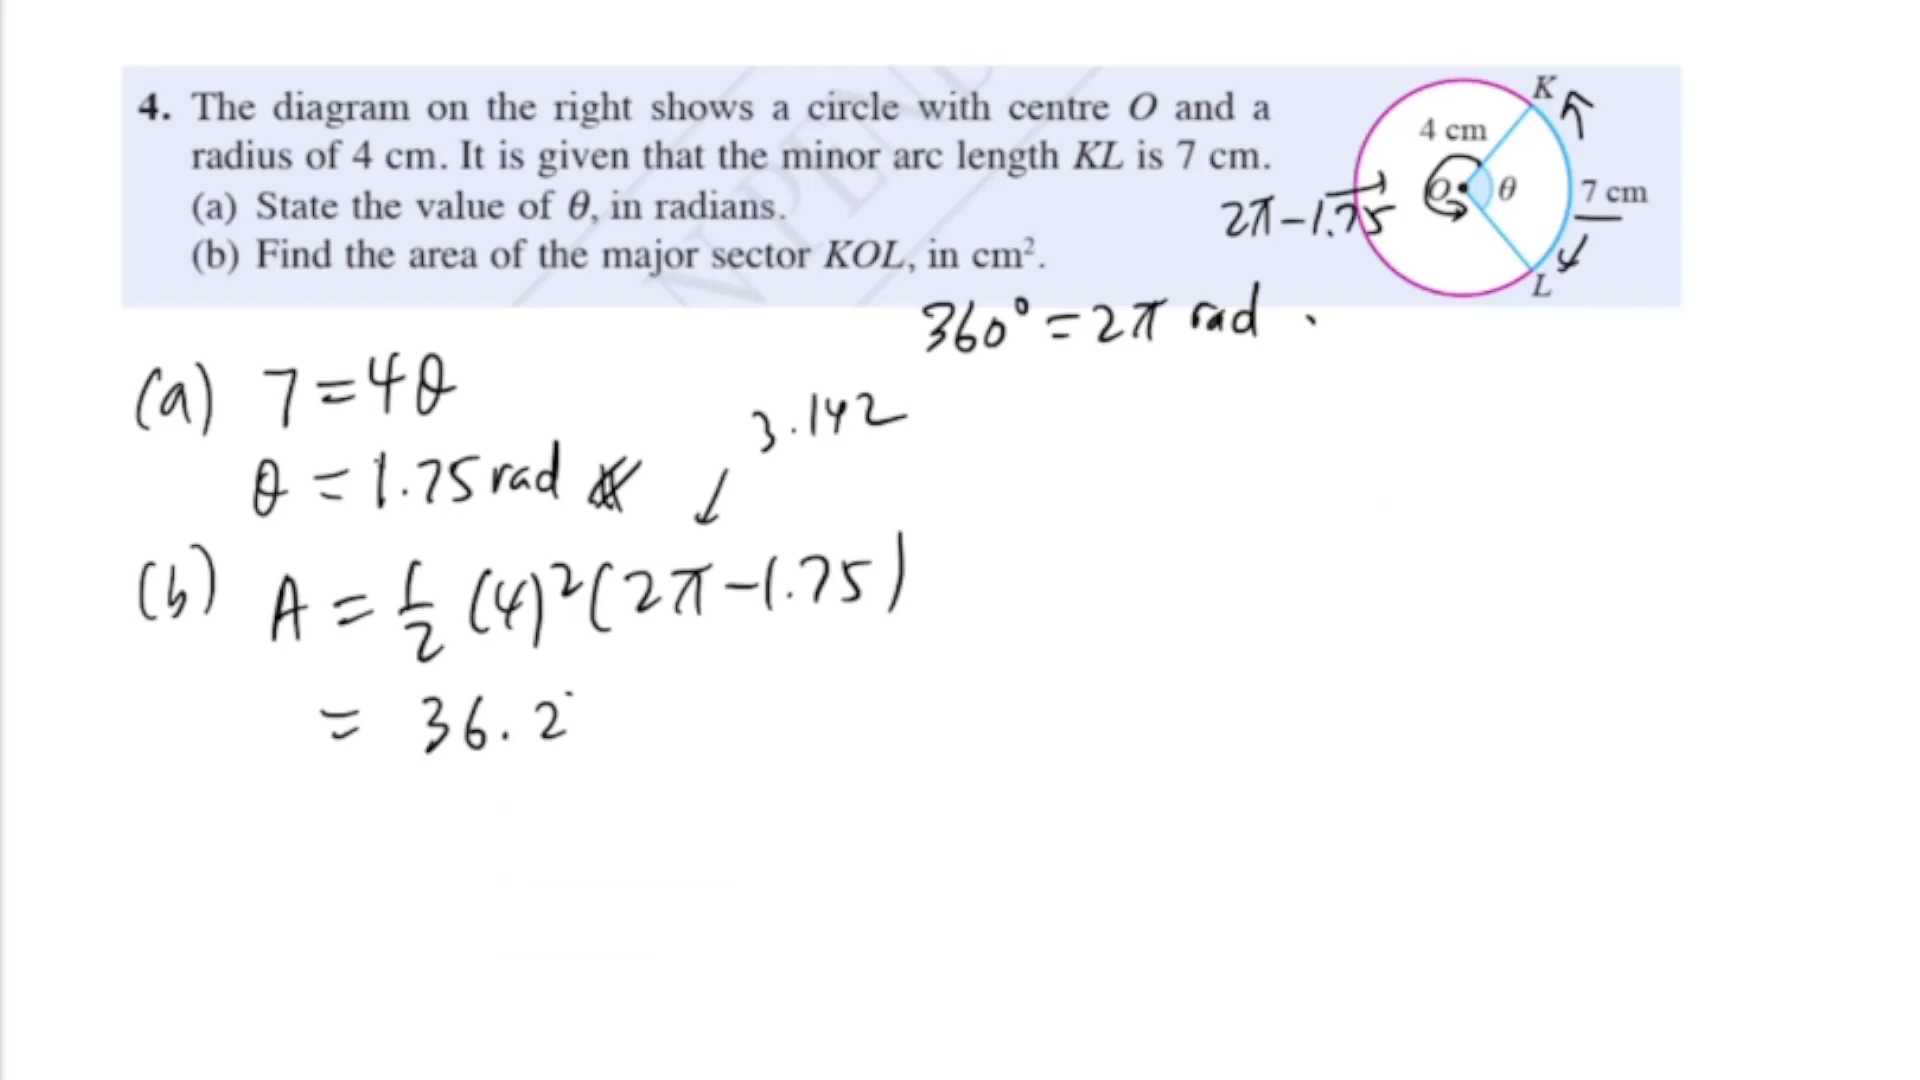 4. The diagram on the right shows a circle with centre O and a
radius of 4 cm. It is given that the minor arc length KL is 7 cm.
(a) State the value of θ, in radians.
(b) Find the area of the major sector KOL, in cm².
K
4 cm
O
θ
7 cm
L
2π-1.75
360° = 2π rad .
(a) 7 = 4θ
3.142
θ = 1.75 rad
(b) A = 1/2 (4)²(2π-1.75)
= 36.2